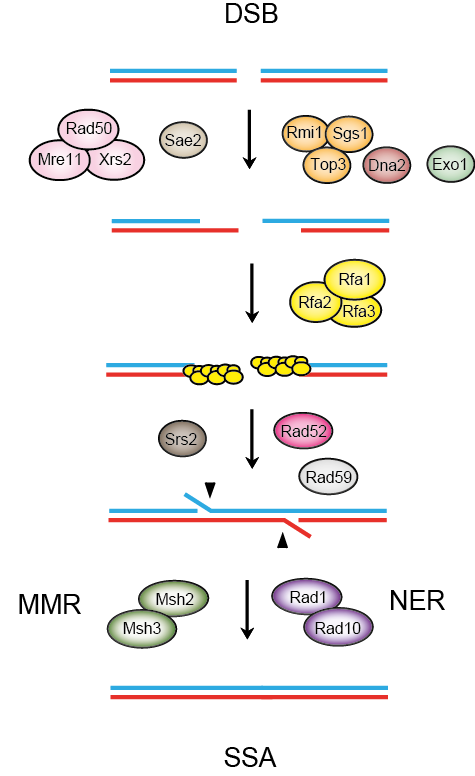 DSB
Rad50
Mre11 Xrs2
Sae2
Rmi1 Sgs1
Top3
Dna2
Exo1
Rfa1
Rfa2
Rfa3
Srs2
Rad52
Rad59
MMR
Msh2
Msh3
Rad1
Rad10
NER
SSA